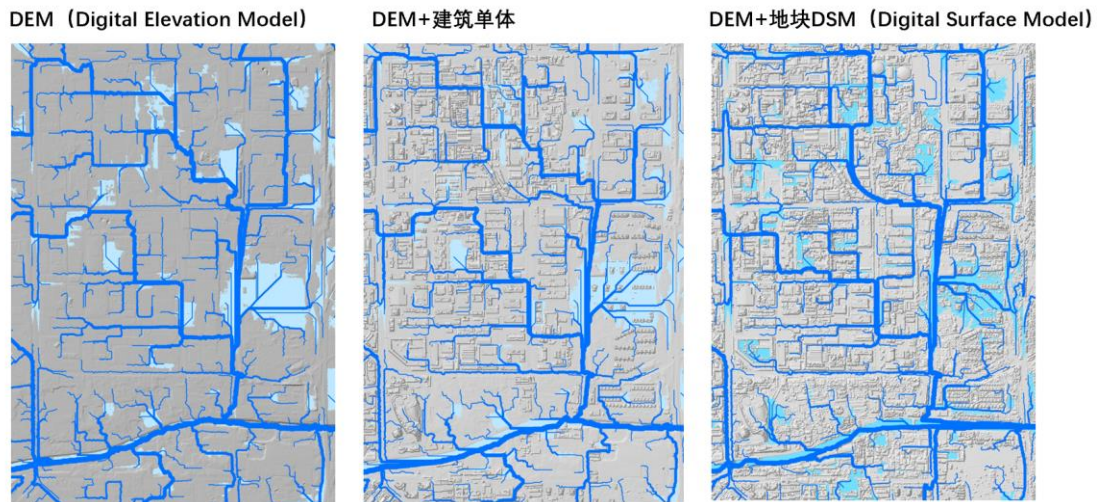 DEM（Digital Elevation Model）
DEM+建筑单体
DEM+地块DSM（Digital Surface Model）